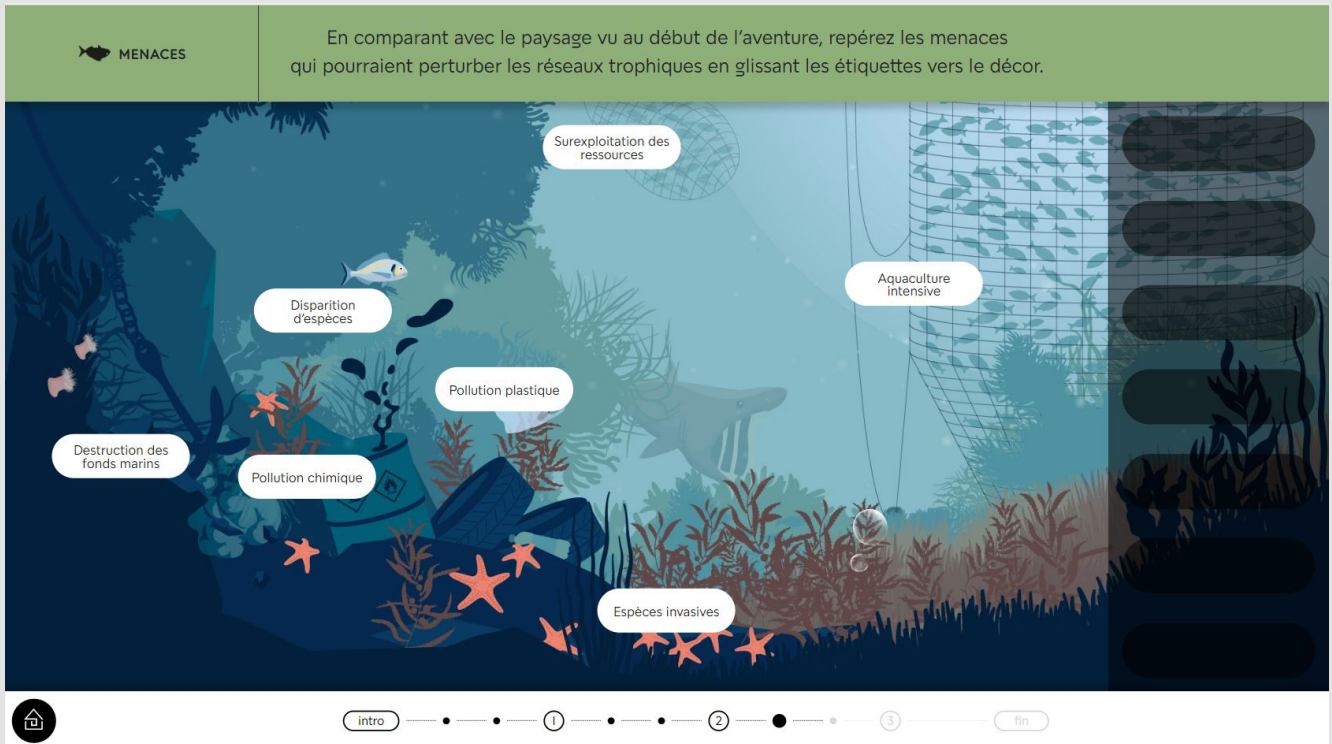 MENACES
En comparant avec le paysage vu au début de l’aventure, repérez les menaces
qui pourraient perturber les réseaux trophiques en glissant les étiquettes vers le décor.
Surexploitation des
ressources
Aquaculture
intensive
Disparition
d’espèces
Pollution plastique
Destruction des
fonds marins
Pollution chimique
Espèces invasives
intro
1
2
3
fin